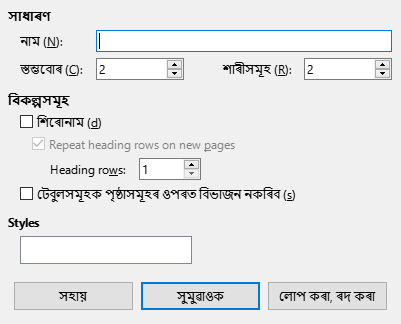 সাধাৰণ
নাম (N):
স্তম্ভবোৰ (C): 2 শাৰীসমূহ (R): 2
বিকল্পসমূহ
শিৰোনাম (d)
Repeat heading rows on new pages
Heading rows: 1
টেবুলসমূহক পৃষ্ঠাসমূহৰ ওপৰত বিভাজন নকৰিব (s)
Styles
সহায় সুমুৱাওক লোপ কৰা, ৰদ কৰা